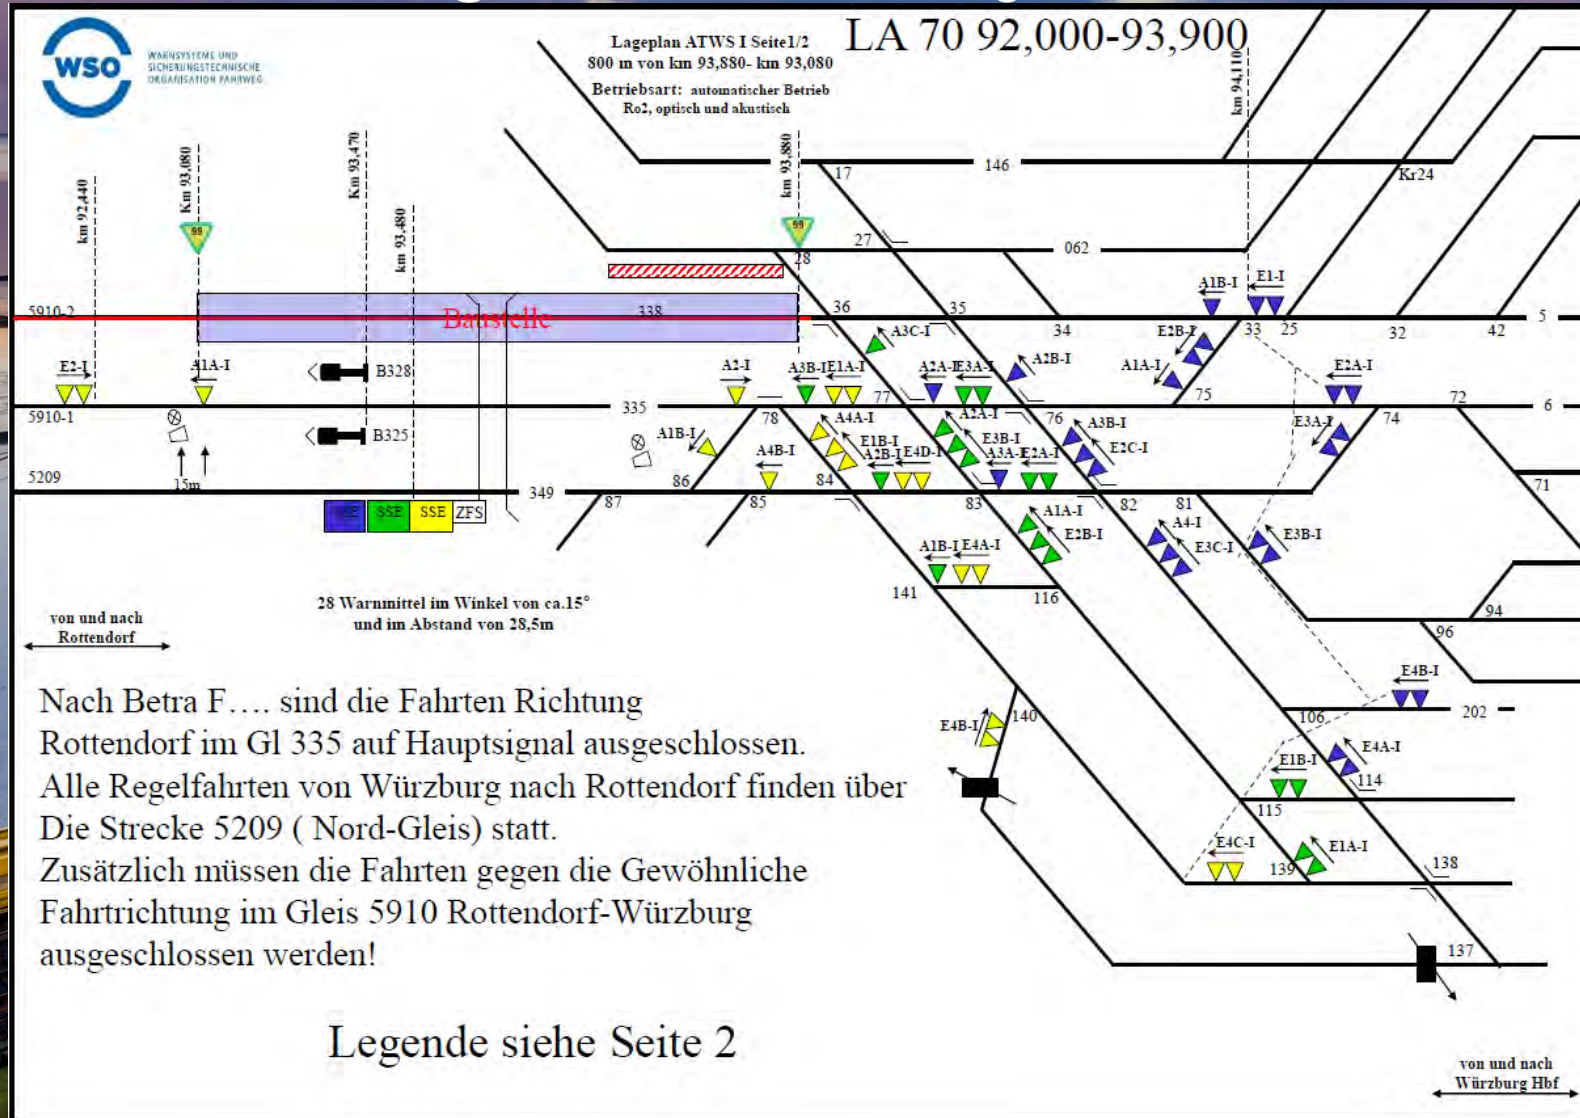 LA 70 92,000-93,900
WSO
WARNSYSTEME UND
SICHERUNGSTECHNISCHE
ORGANISATION FAHRWEG
Lageplan ATWS I Seite1/2
800 m von km 93,880- km 93,080
Betriebsart: automatischer Betrieb
Ro2, optisch und akustisch
km 92,440
Km 93,080
Km 93,470
km 93.480
km 93,880
km 94,110
99
99
146
17
Kr24
27
062
28
5910-2
Baustelle
338
36
35
34
A1B-I
E1-I
33
25
32
42
5
E2-I
A1A-I
B328
A2-I
A3B-I
E1A-I
A3C-I
A2A-I
E3A-I
A2B-I
E2B-I
A1A-I
E2A-I
5910-1
335
78
77
76
75
74
72
6
B325
A1B-I
A4A-I
E1B-I
A2A-I
E3B-I
A3B-I
E2C-I
E3A-I
A4B-I
A2B-I
E4D-I
A3A-I
E2A-I
5209
15m
349
87
86
85
84
83
82
81
71
SSE
SSE
SSE
ZFS
A1A-I
E2B-I
A4-I
E3C-I
E3B-I
A1B-I
E4A-I
141
116
94
96
28 Warnmittel im Winkel von ca.15°
und im Abstand von 28,5m
von und nach
Rottendorf
E4B-I
140
E4B-I
106
202
E4A-I
E1B-I
114
115
E4C-I
E1A-I
139
138
137
Nach Betra F…. sind die Fahrten Richtung
Rottendorf im Gl 335 auf Hauptsignal ausgeschlossen.
Alle Regelfahrten von Würzburg nach Rottendorf finden über
Die Strecke 5209 ( Nord-Gleis) statt.
Zusätzlich müssen die Fahrten gegen die Gewöhnliche
Fahrtrichtung im Gleis 5910 Rottendorf-Würzburg
ausgeschlossen werden!
Legende siehe Seite 2
von und nach
Würzburg Hbf